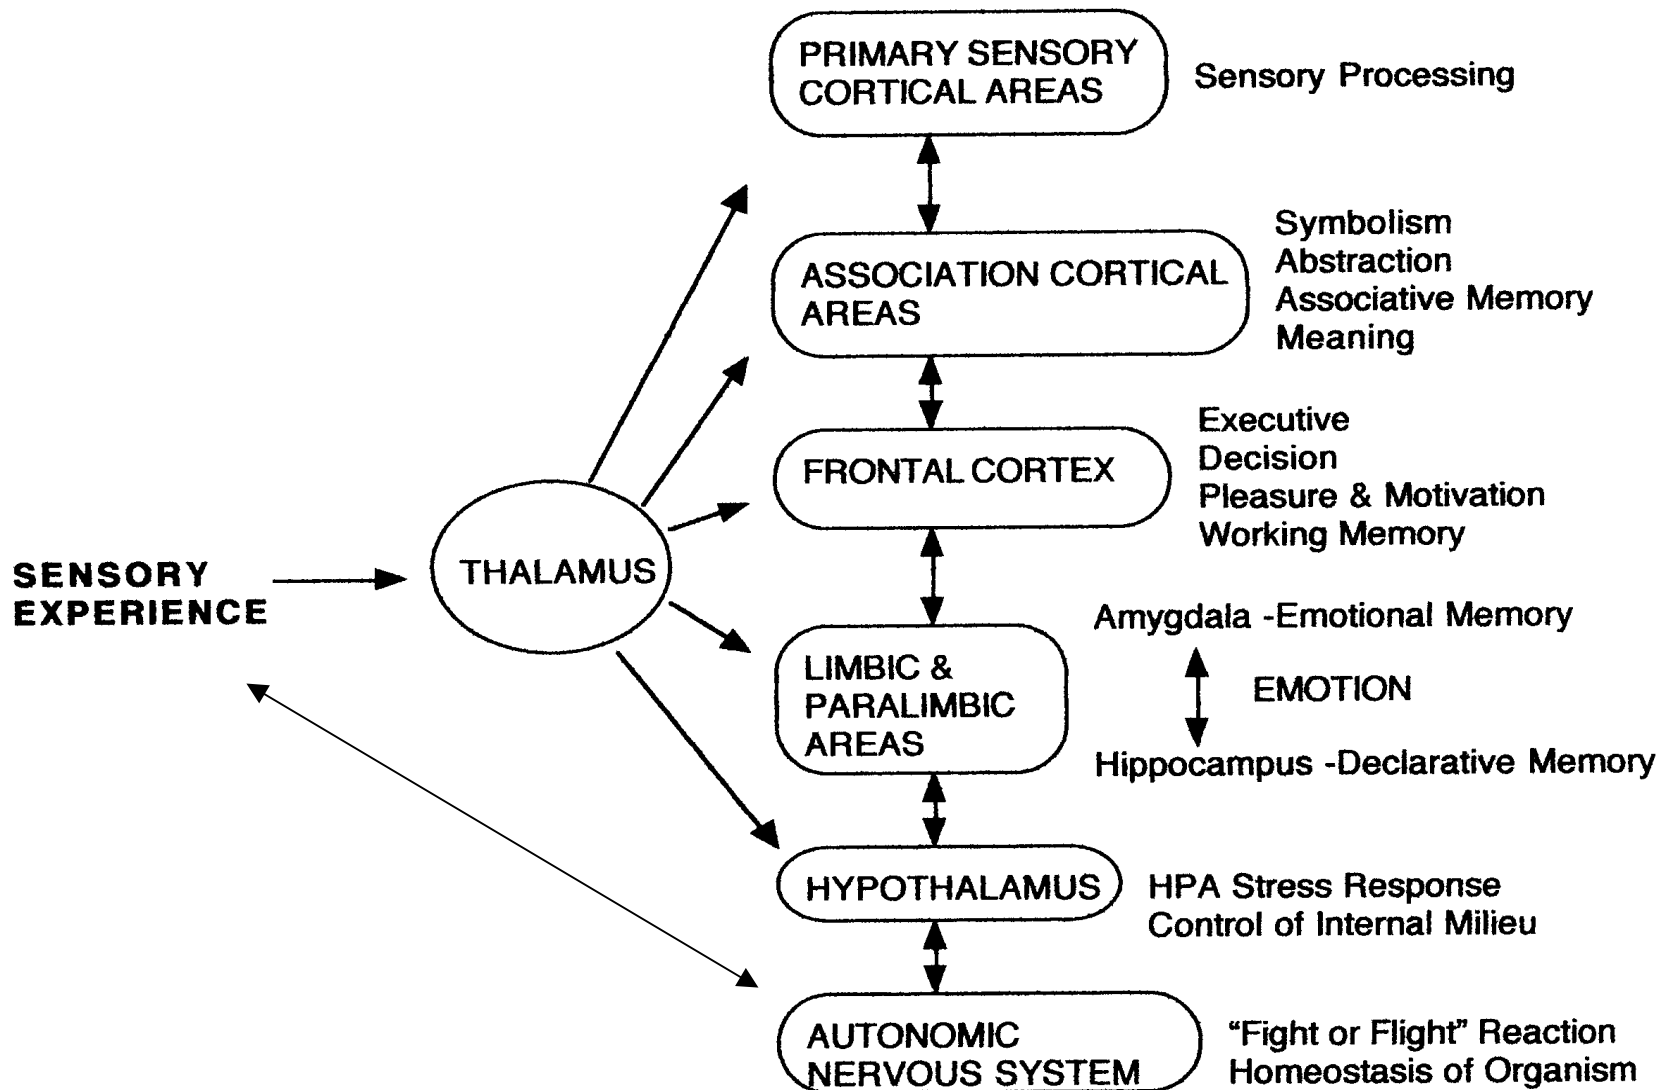 PRIMARY SENSORY
CORTICAL AREAS
Sensory Processing
ASSOCIATION CORTICAL
AREAS
Symbolism
Abstraction
Associative Memory
Meaning
FRONTAL CORTEX
Executive
Decision
Pleasure & Motivation
Working Memory
SENSORY
EXPERIENCE
THALAMUS
LIMBIC &
PARALIMBIC
AREAS
Amygdala -Emotional Memory
EMOTION
Hippocampus -Declarative Memory
HYPOTHALAMUS
HPA Stress Response
Control of Internal Milieu
AUTONOMIC
NERVOUS SYSTEM
“Fight or Flight” Reaction
Homeostasis of Organism